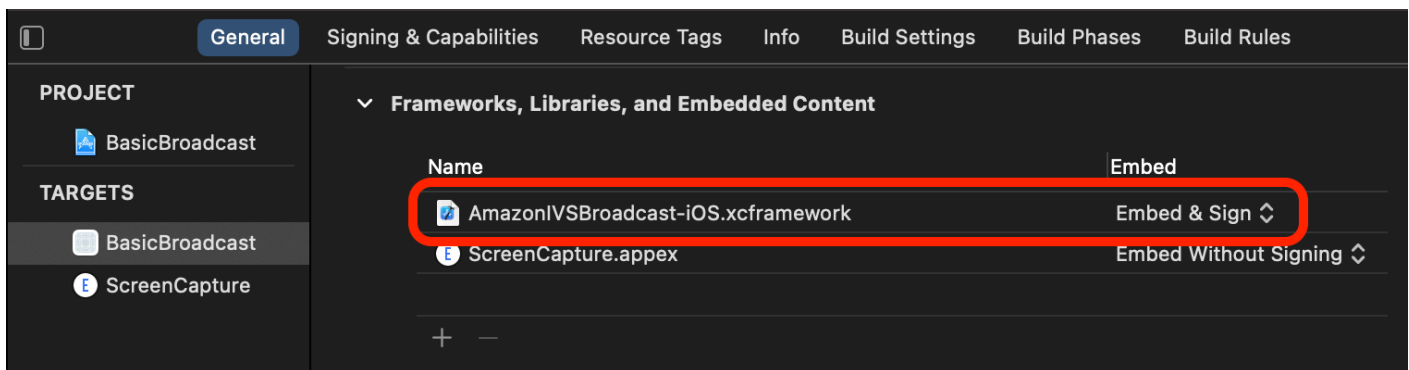 General Signing & Capabilities Resource Tags Info Build Settings Build Phases Build Rules
PROJECT
BasicBroadcast
TARGETS
BasicBroadcast
E ScreenCapture
Frameworks, Libraries, and Embedded Content
Name Embed
AmazonIVSBroadcast-iOS.xcframework Embed & Sign
E ScreenCapture.appex Embed Without Signing